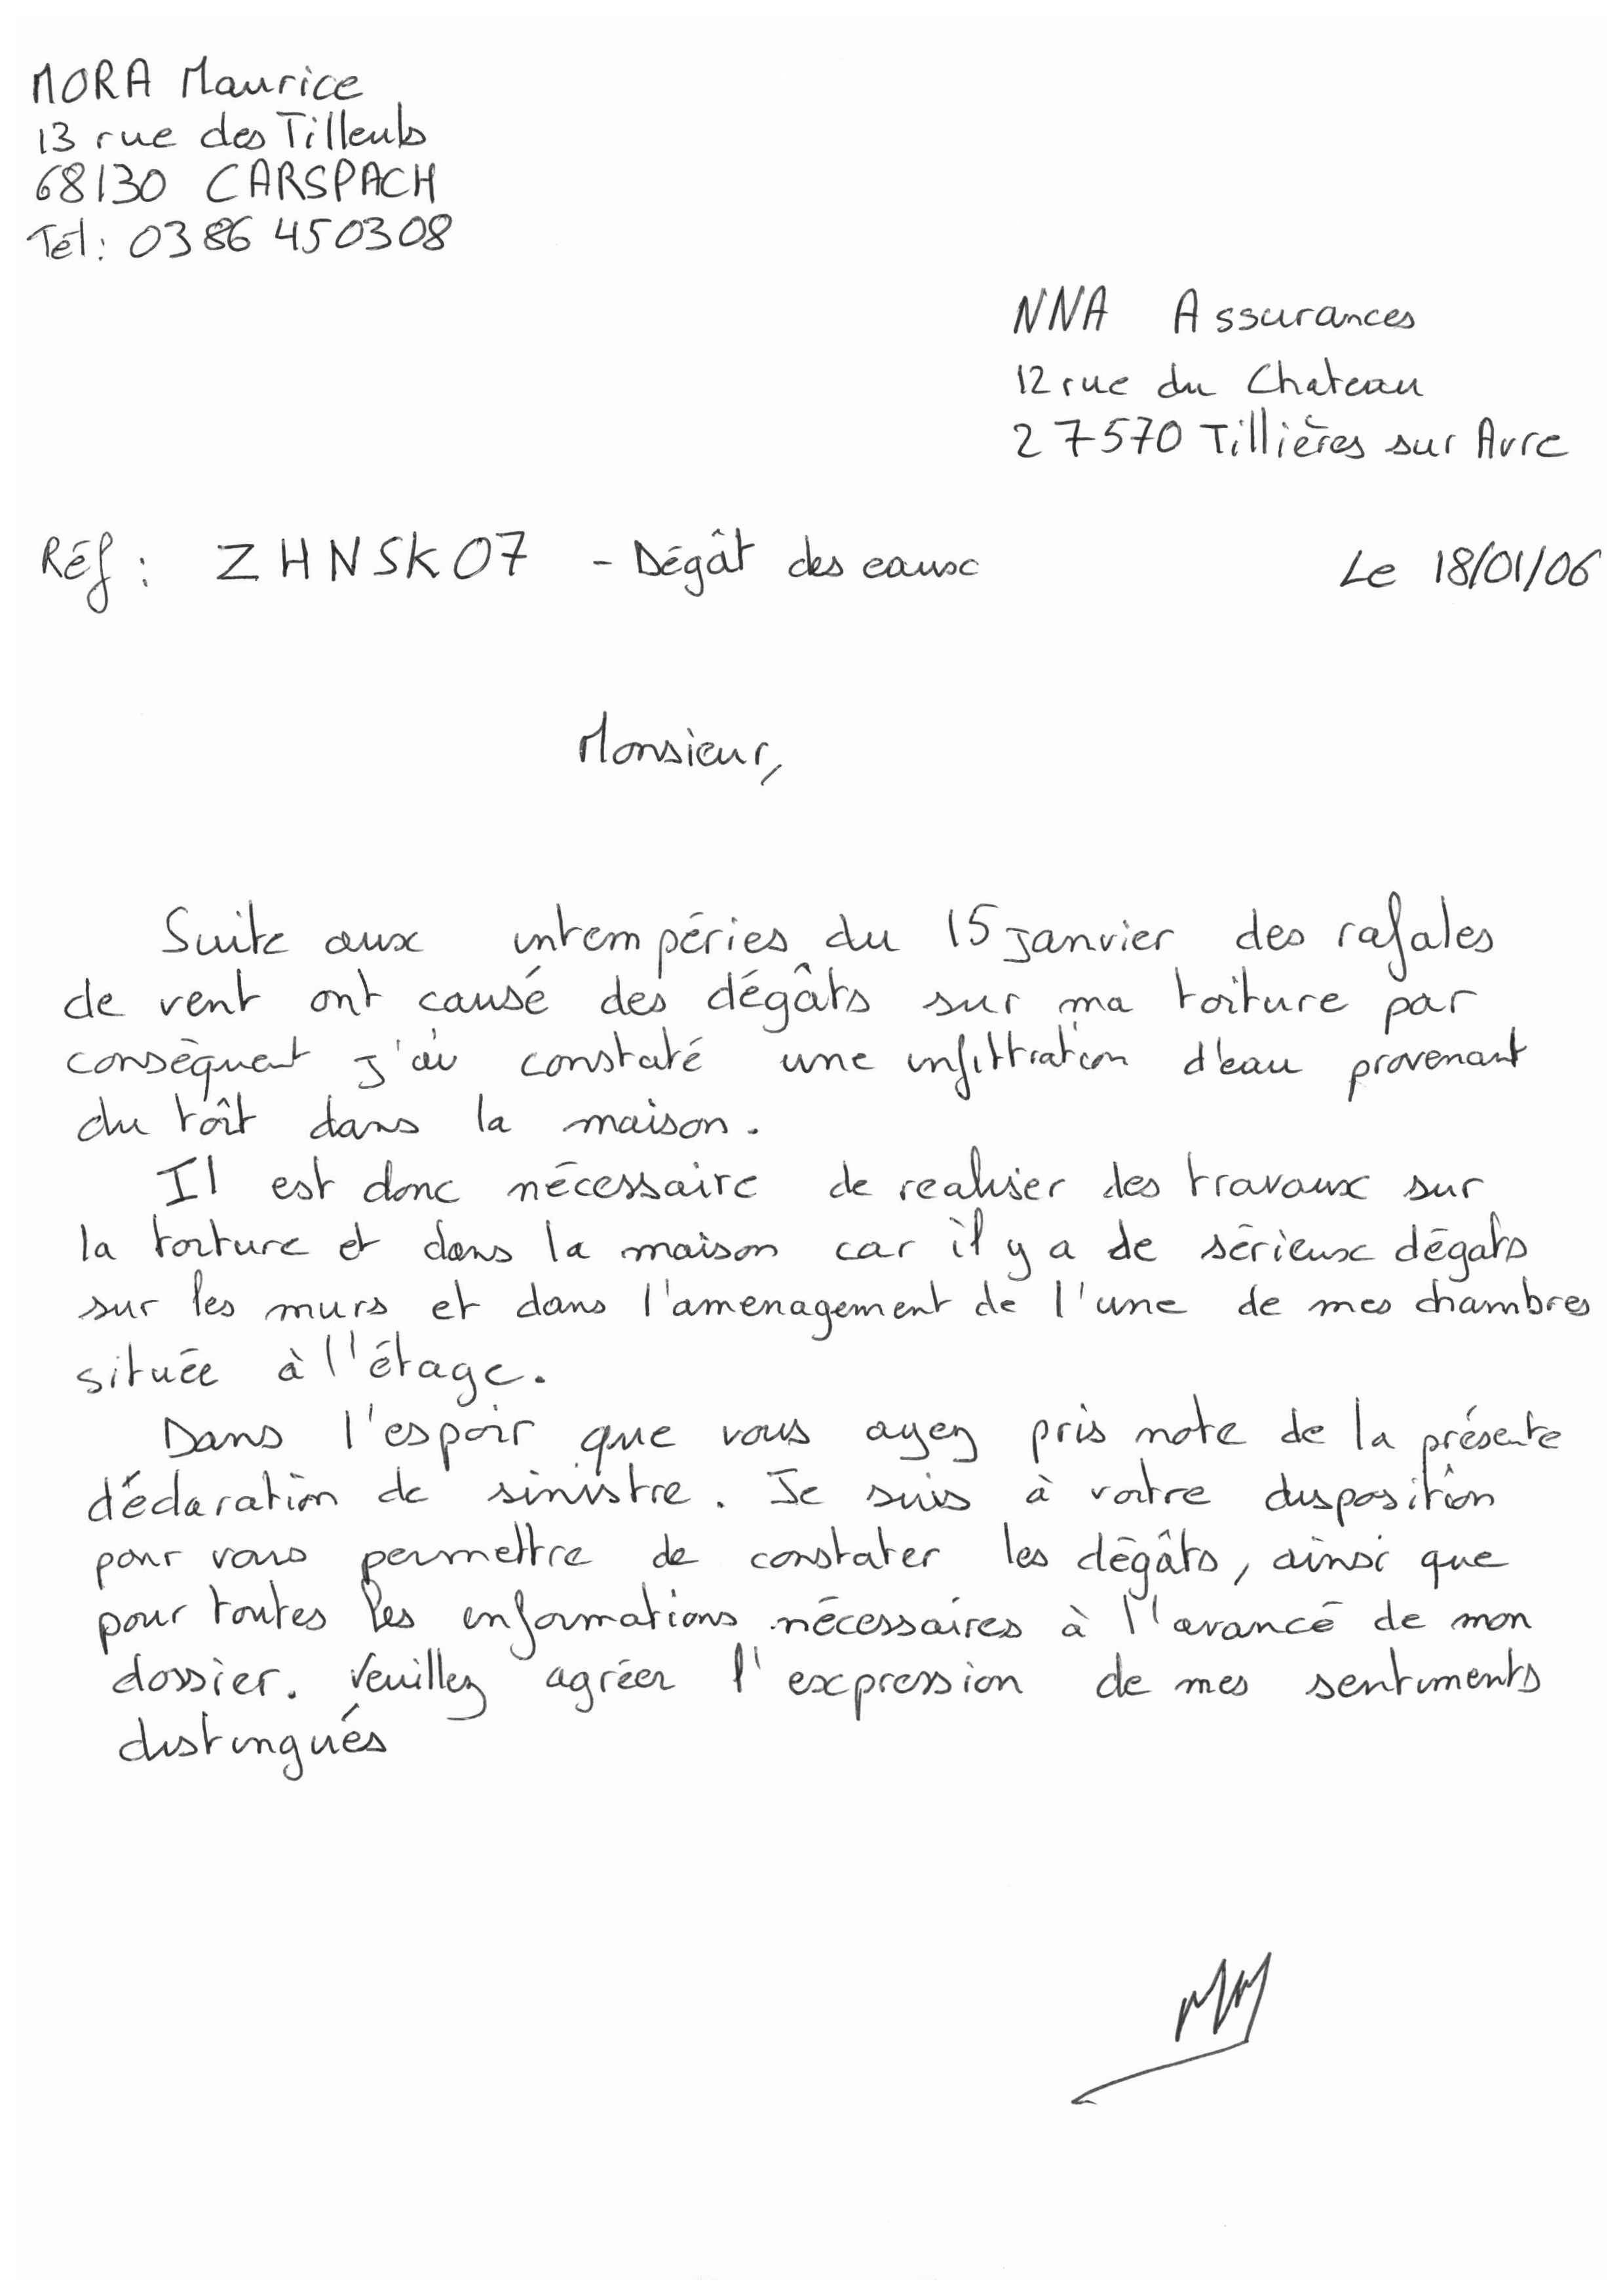 MORA Maurice
13 rue des Tilleuls
68130 CARSPACH
Tél: 0386450308
NNA Assurances
12 rue du Chateau
27570 Tillières sur Avre
Réf: ZHNSK07 - Dégât des eaux
Le 18/01/06
Monsieur,
Suite aux intempéries du 15 janvier des rafales
de vent ont causé des dégâts sur ma toiture par
conséquent j'ai constaté une infiltration d'eau provenant
du toît dans la maison.
Il est donc nécessaire de realiser des travaux sur
la toiture et dans la maison car il y a de sérieux dégats
sur les murs et dans l'amenagement de l'une de mes chambres
située à l'étage.
Dans l'espoir que vous ayez pris note de la présente
déclaration de sinistre. Je suis à votre disposition
pour vous permettre de constater les dégâts, ainsi que
pour toutes les informations nécessaires à l'avancé de mon
dossier. Veuillez agréer l'expression de mes sentiments
distingués
MM